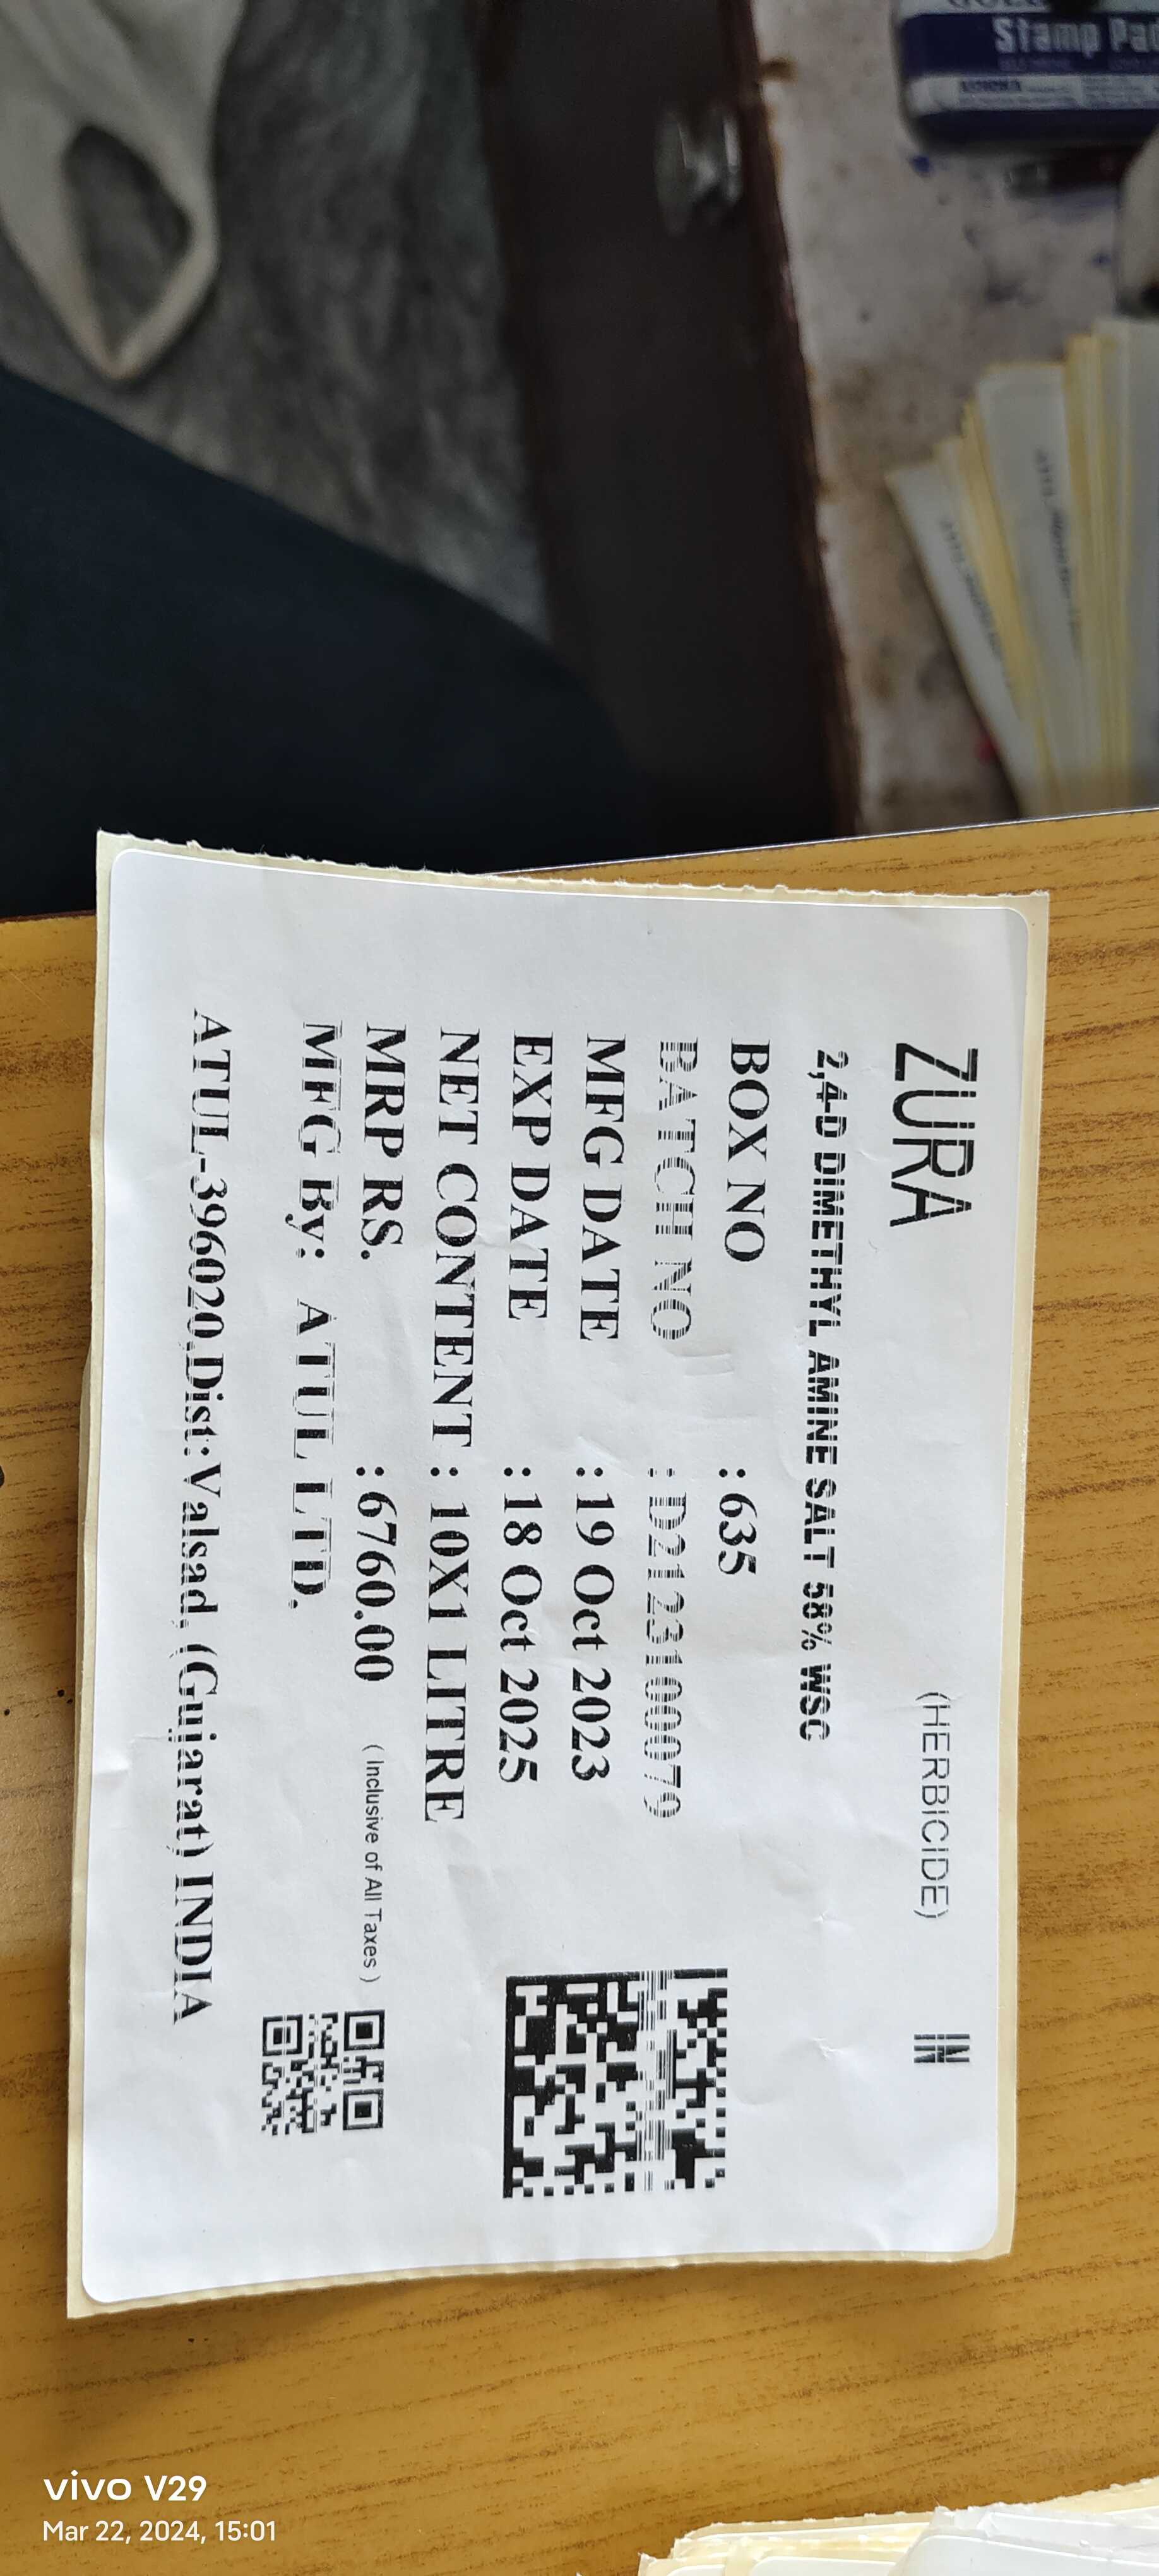 Stamp Pad
ZURA (HERBICIDE) IN
2,4-D DIMETHYL AMINE SALT 58% WSC
BOX NO : 635
BATCH NO : D212310079
MFG DATE : 19 Oct 2023
EXP DATE : 18 Oct 2025
NET CONTENT : 10X1 LITRE
MRP RS. : 6760.00 ( Inclusive of All Taxes )
MFG By: ATUL LTD.
ATUL-396020,Dist: Valsad, (Gujarat) INDIA
vivo V29
Mar 22, 2024, 15:01